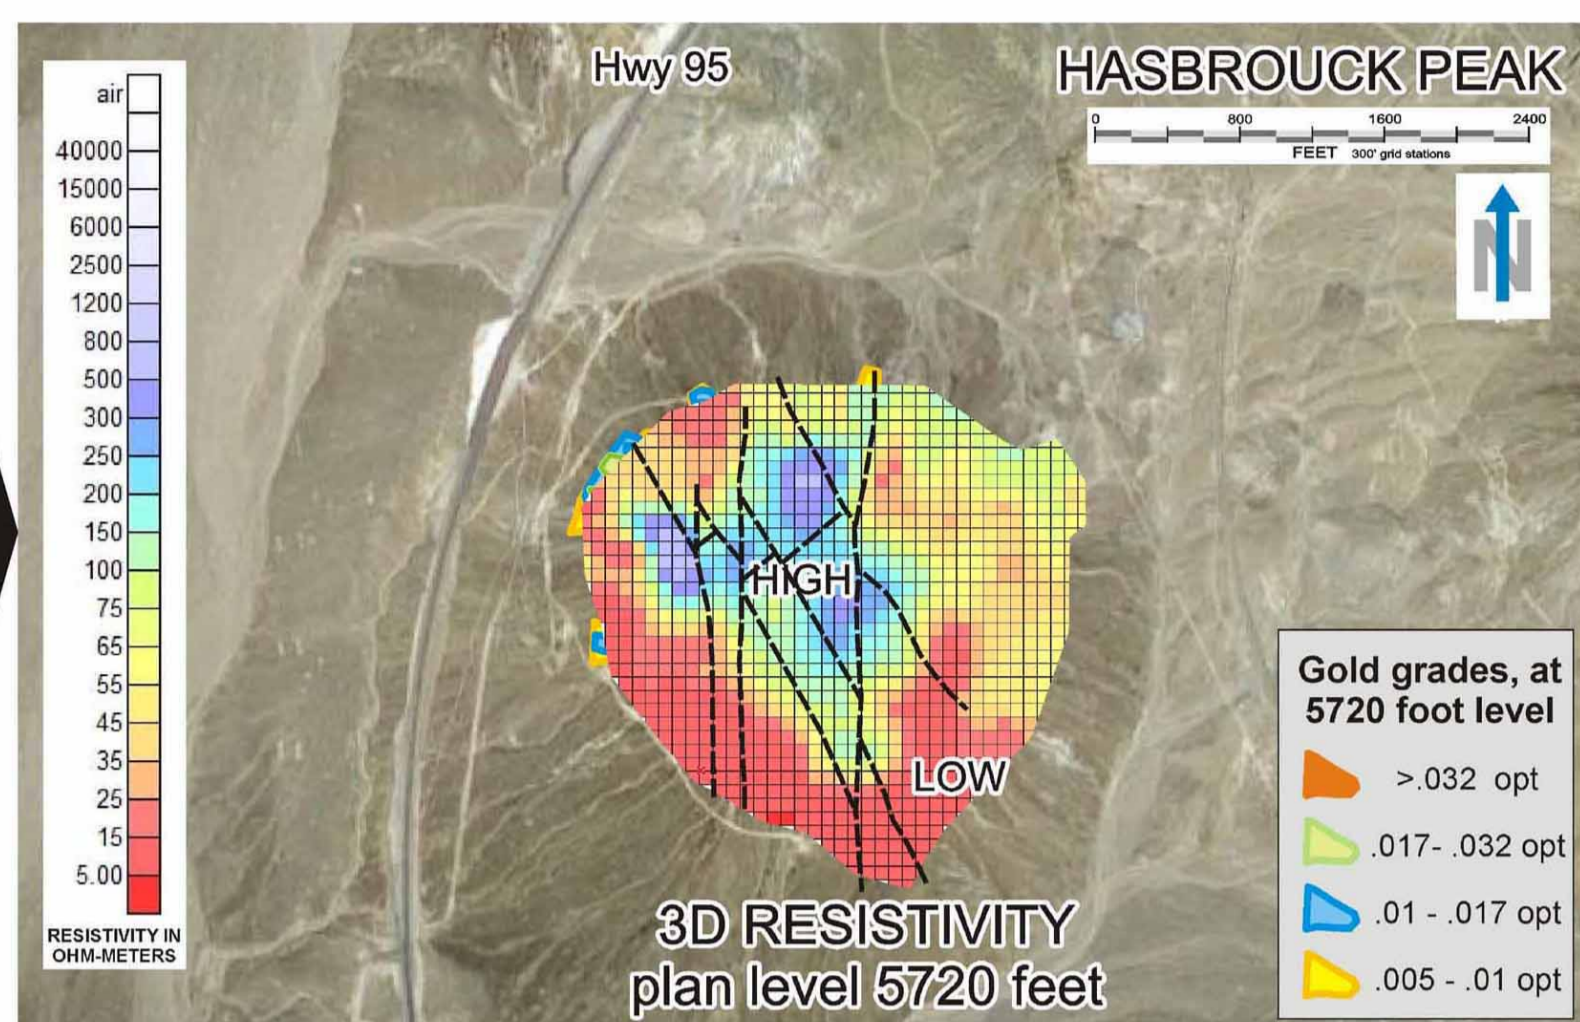 Hwy 95
HASBROUCK PEAK
0 800 1600 2400
FEET 300' grid stations
N
air
40000
15000
6000
2500
1200
800
500
300
250
200
150
100
75
65
55
45
35
25
15
5.00
RESISTIVITY IN
OHM-METERS
HIGH
LOW
3D RESISTIVITY
plan level 5720 feet
Gold grades, at
5720 foot level
>.032 opt
.017- .032 opt
.01 - .017 opt
.005 - .01 opt